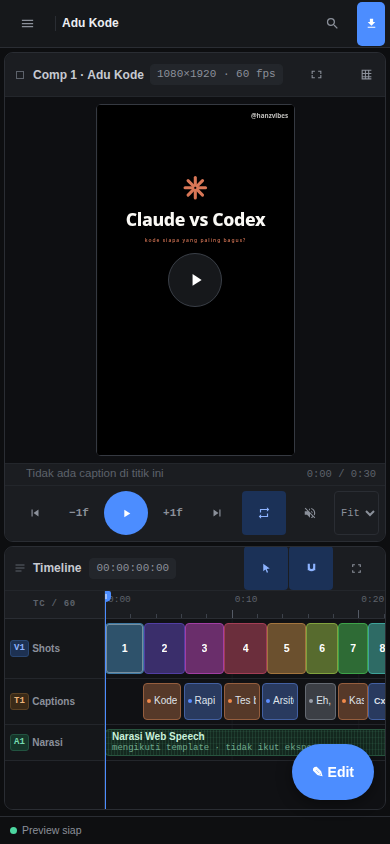 Adu Kode
Comp 1 · Adu Kode
1080×1920 · 60 fps
@hanzvibes
Claude vs Codex
kode siapa yang paling bagus?
Tidak ada caption di titik ini
0:00 / 0:30
−1f
+1f
Fit
Timeline
00:00:00:00
TC / 60
0:00
0:10
0:20
V1
Shots
1
2
3
4
5
6
7
8
T1
Captions
Kode
Rapi
Tes
Arsit
Eh,
Kas
Cx
A1
Narasi
Narasi Web Speech
mengikuti template · tidak ikut ekspo
✎ Edit
Preview siap